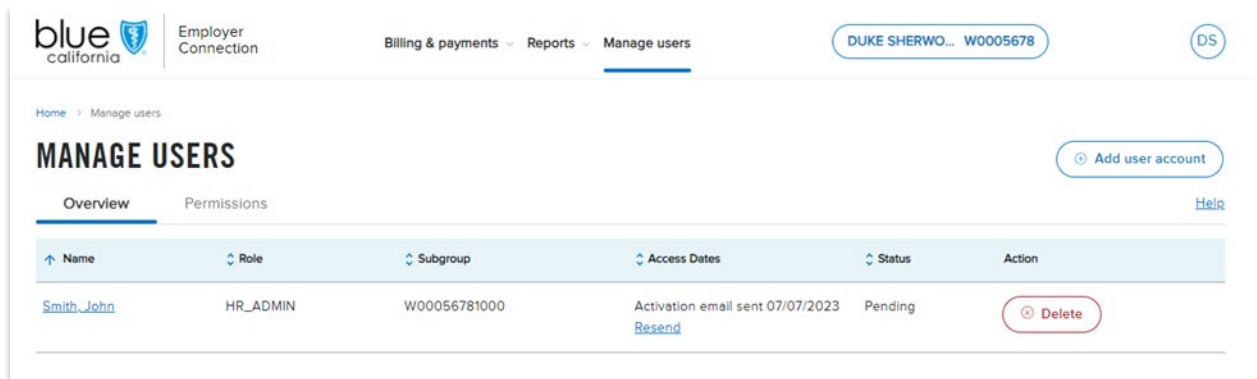 blue
california
Employer
Connection
Billing & payments Reports Manage users
DUKE SHERWO... W0005678
DS
Home > Manage users
MANAGE USERS
Add user account
Overview Permissions
Help
Name Role Subgroup Access Dates Status Action
Smith, John HR_ADMIN W00056781000 Activation email sent 07/07/2023 Pending Delete
Resend